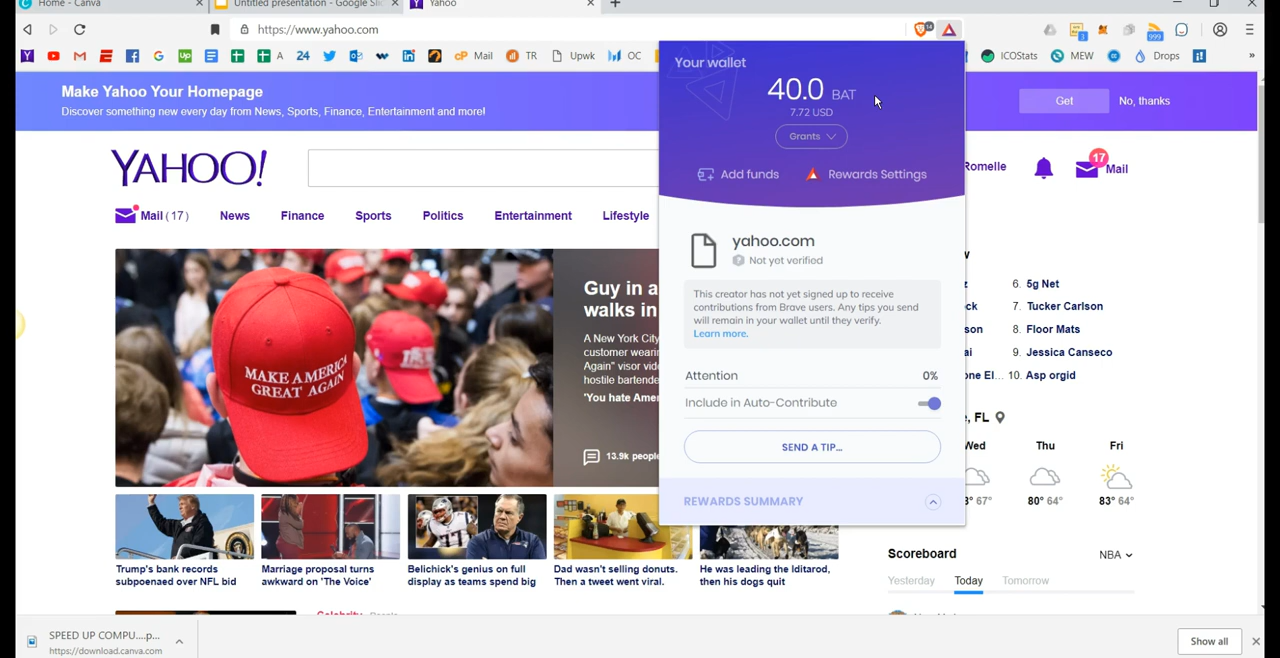 Home - Canva
Untitled presentation - Google Slid
Yahoo
https://www.yahoo.com
14
3
999
24
A
Mail
TR
Upwk
OC
ICOStats
MEW
Drops
»
Make Yahoo Your Homepage
Discover something new every day from News, Sports, Finance, Entertainment and more!
Get
No, thanks
YAHOO!
Romelle
17
Mail
Mail (17)
News
Finance
Sports
Politics
Entertainment
Lifestyle
Your wallet
40.0 BAT
7.72 USD
Grants
Add funds
Rewards Settings
yahoo.com
Not yet verified
This creator has not yet signed up to receive
contributions from Brave users. Any tips you send
will remain in your wallet until they verify.
Learn more.
Attention
0%
Include in Auto-Contribute
SEND A TIP...
REWARDS SUMMARY
MAKE AMERICA
GREAT AGAIN
Guy in a
walks in
A New York City
customer wearin
Again" visor vid
hostile bartende
'You hate Amer
13.9k people
6. 5g Net
7. Tucker Carlson
8. Floor Mats
9. Jessica Canseco
10. Asp orgid
, FL
Wed
Thu
Fri
67°
80° 64°
83° 64°
Trump's bank records
subpoenaed over NFL bid
Marriage proposal turns
awkward on 'The Voice'
Belichick's genius on full
display as teams spend big
Dad wasn't selling donuts.
Then a tweet went viral.
He was leading the Iditarod,
then his dogs quit
Scoreboard
NBA
Yesterday
Today
Tomorrow
SPEED UP COMPU....p...
https://download.canva.com
Show all